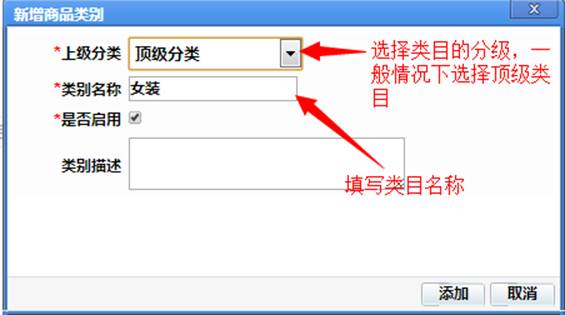 新增商品类别
x
*上级分类 顶级分类
选择类目的分级，一
般情况下选择顶级类
目
*类别名称 女装
*是否启用
类别描述
填写类目名称
添加 取消